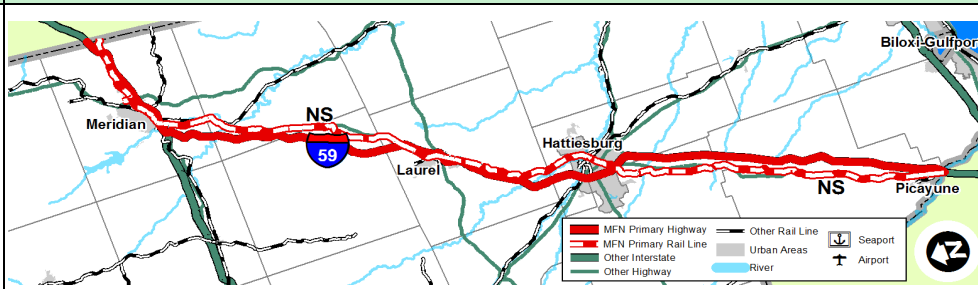 Biloxi-Gulfpor
NS
Meridian
59
Hattiesburg
Laurel
NS
Picayune
MFN Primary Highway
MFN Primary Rail Line
Other Interstate
Other Highway
Other Rail Line
Urban Areas
River
Seaport
Airport
Z